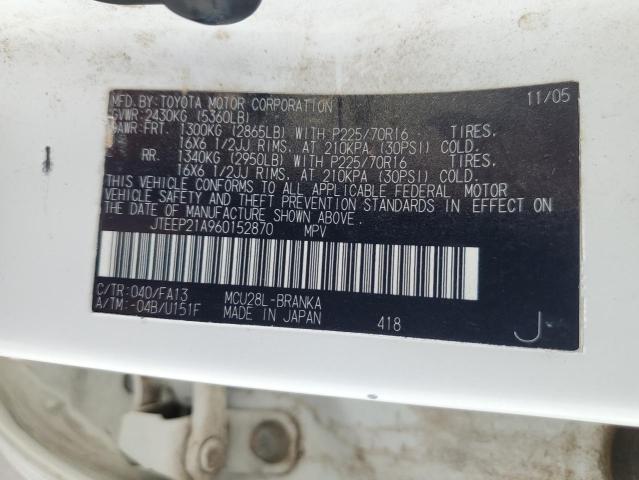 MFD.BY:TOYOTA MOTOR CORPORATION 11/05
GVWR:2430KG (5360LB)
GAWR:FRT. 1300KG (2865LB) WITH P225/70R16 TIRES.
16X6 1/2JJ RIMS. AT 210KPA (30PSI) COLD.
RR. 1340KG (2950LB) WITH P225/70R16 TIRES.
16X6 1/2JJ RIMS. AT 210KPA (30PSI) COLD.
THIS VEHICLE CONFORMS TO ALL APPLICABLE FEDERAL MOTOR
VEHICLE SAFETY AND THEFT PREVENTION STANDARDS IN EFFECT ON
THE DATE OF MANUFACTURE SHOWN ABOVE.
JTEEP21A960152870 MPV
C/TR:040/FA13 MCU28L-BRANKA
A/TM:-04B/U151F MADE IN JAPAN 418 J